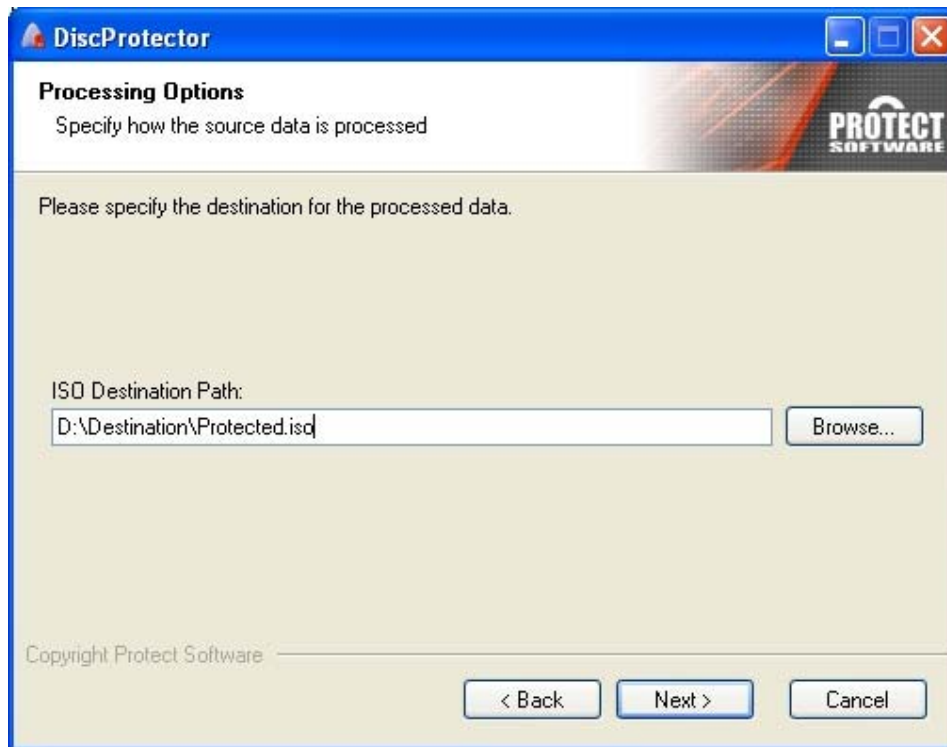 DiscProtector
Processing Options
Specify how the source data is processed
PROTECT
SOFTWARE
Please specify the destination for the processed data.
ISO Destination Path:
D:\Destination\Protected.iso
Browse...
Copyright Protect Software
< Back
Next >
Cancel